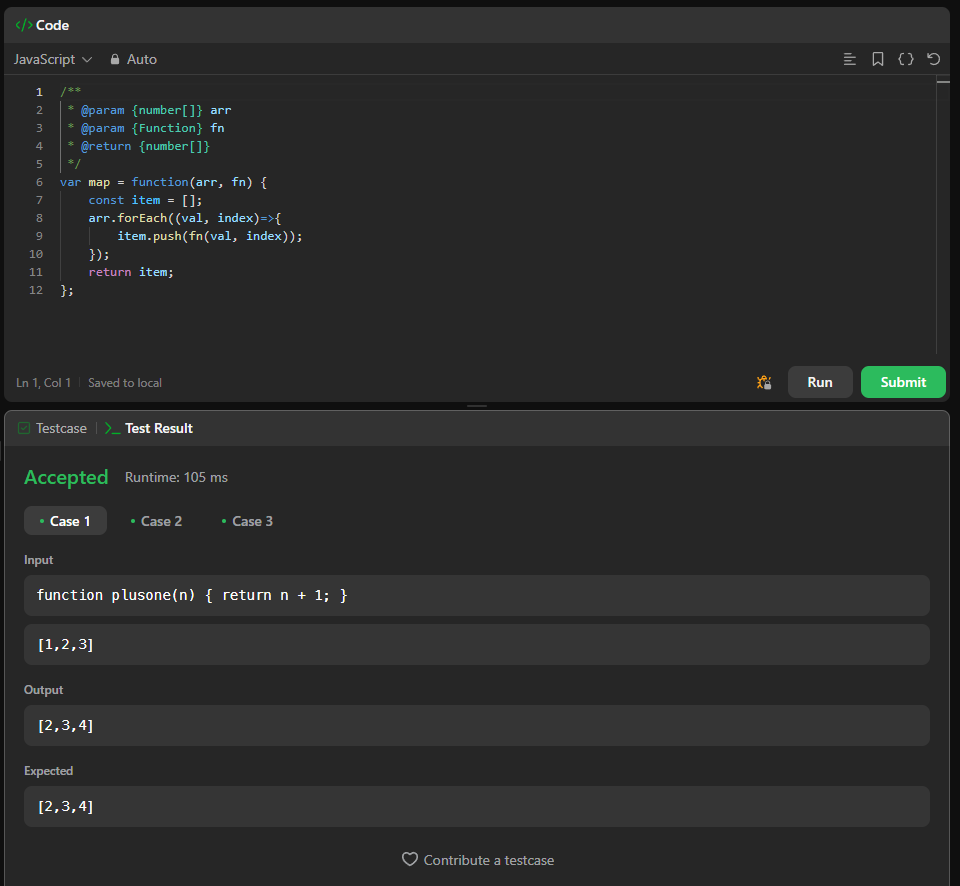 </> Code
JavaScript Auto
1 /**
2  * @param {number[]} arr
3  * @param {Function} fn
4  * @return {number[]}
5  */
6 var map = function(arr, fn) {
7     const item = [];
8     arr.forEach((val, index)=>{
9         item.push(fn(val, index));
10     });
11     return item;
12 };
Ln 1, Col 1 | Saved to local
Run Submit
Testcase | >_ Test Result
Accepted Runtime: 105 ms
• Case 1 • Case 2 • Case 3
Input
function plusone(n) { return n + 1; }
[1,2,3]
Output
[2,3,4]
Expected
[2,3,4]
Contribute a testcase